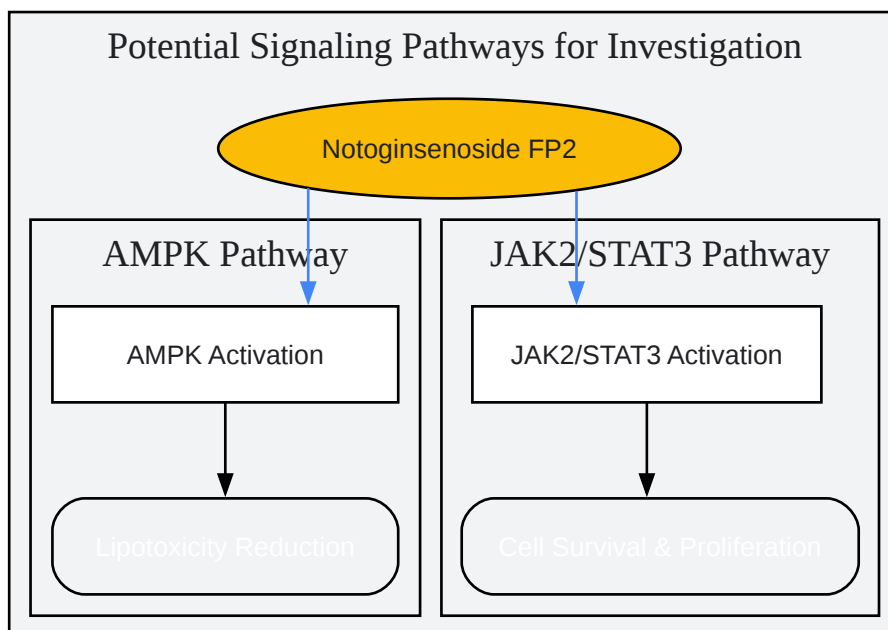 Potential Signaling Pathways for Investigation
Notoginsenoside FP2
AMPK Pathway
JAK2/STAT3 Pathway
AMPK Activation
JAK2/STAT3 Activation
Lipotoxicity Reduction
Cell Survival & Proliferation